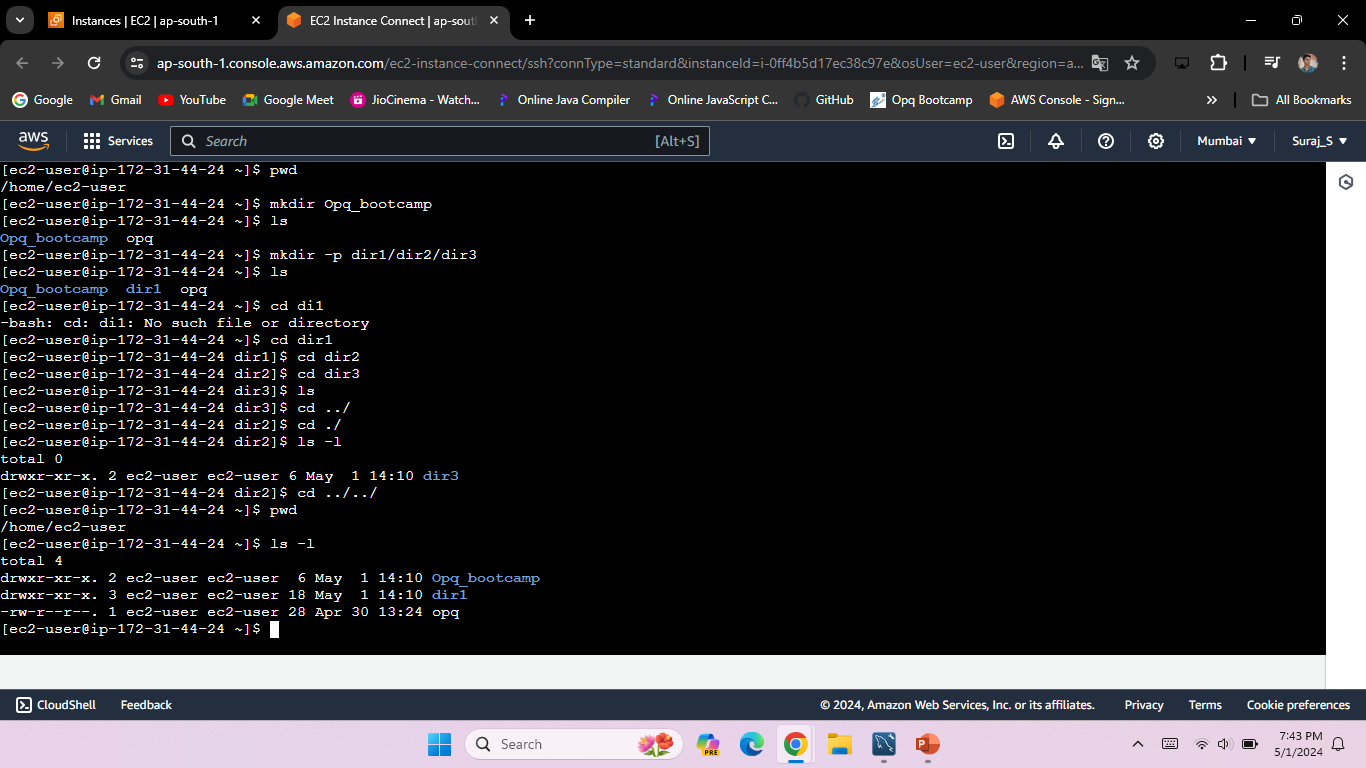 Instances | EC2 | ap-south-1
EC2 Instance Connect | ap-sout
ap-south-1.console.aws.amazon.com/ec2-instance-connect/ssh?connType=standard&instanceId=i-0ff4b5d17ec38c97e&osUser=ec2-user&region=a...
Google
Gmail
YouTube
Google Meet
JioCinema - Watch...
Online Java Compiler
Online JavaScript C...
GitHub
Opq Bootcamp
AWS Console - Sign...
»
All Bookmarks
aws
Services
Search
[Alt+S]
Mumbai
Suraj_S
[ec2-user@ip-172-31-44-24 ~]$ pwd
/home/ec2-user
[ec2-user@ip-172-31-44-24 ~]$ mkdir Opq_bootcamp
[ec2-user@ip-172-31-44-24 ~]$ ls
Opq_bootcamp  opq
[ec2-user@ip-172-31-44-24 ~]$ mkdir -p dir1/dir2/dir3
[ec2-user@ip-172-31-44-24 ~]$ ls
Opq_bootcamp  dir1  opq
[ec2-user@ip-172-31-44-24 ~]$ cd di1
-bash: cd: di1: No such file or directory
[ec2-user@ip-172-31-44-24 ~]$ cd dir1
[ec2-user@ip-172-31-44-24 dir1]$ cd dir2
[ec2-user@ip-172-31-44-24 dir2]$ cd dir3
[ec2-user@ip-172-31-44-24 dir3]$ ls
[ec2-user@ip-172-31-44-24 dir3]$ cd ../
[ec2-user@ip-172-31-44-24 dir2]$ cd ./
[ec2-user@ip-172-31-44-24 dir2]$ ls -l
total 0
drwxr-xr-x. 2 ec2-user ec2-user 6 May  1 14:10 dir3
[ec2-user@ip-172-31-44-24 dir2]$ cd ../../
[ec2-user@ip-172-31-44-24 ~]$ pwd
/home/ec2-user
[ec2-user@ip-172-31-44-24 ~]$ ls -l
total 4
drwxr-xr-x. 2 ec2-user ec2-user  6 May  1 14:10 Opq_bootcamp
drwxr-xr-x. 3 ec2-user ec2-user 18 May  1 14:10 dir1
-rw-r--r--. 1 ec2-user ec2-user 28 Apr 30 13:24 opq
[ec2-user@ip-172-31-44-24 ~]$
CloudShell
Feedback
© 2024, Amazon Web Services, Inc. or its affiliates.
Privacy
Terms
Cookie preferences
Search
PRE
7:43 PM
5/1/2024